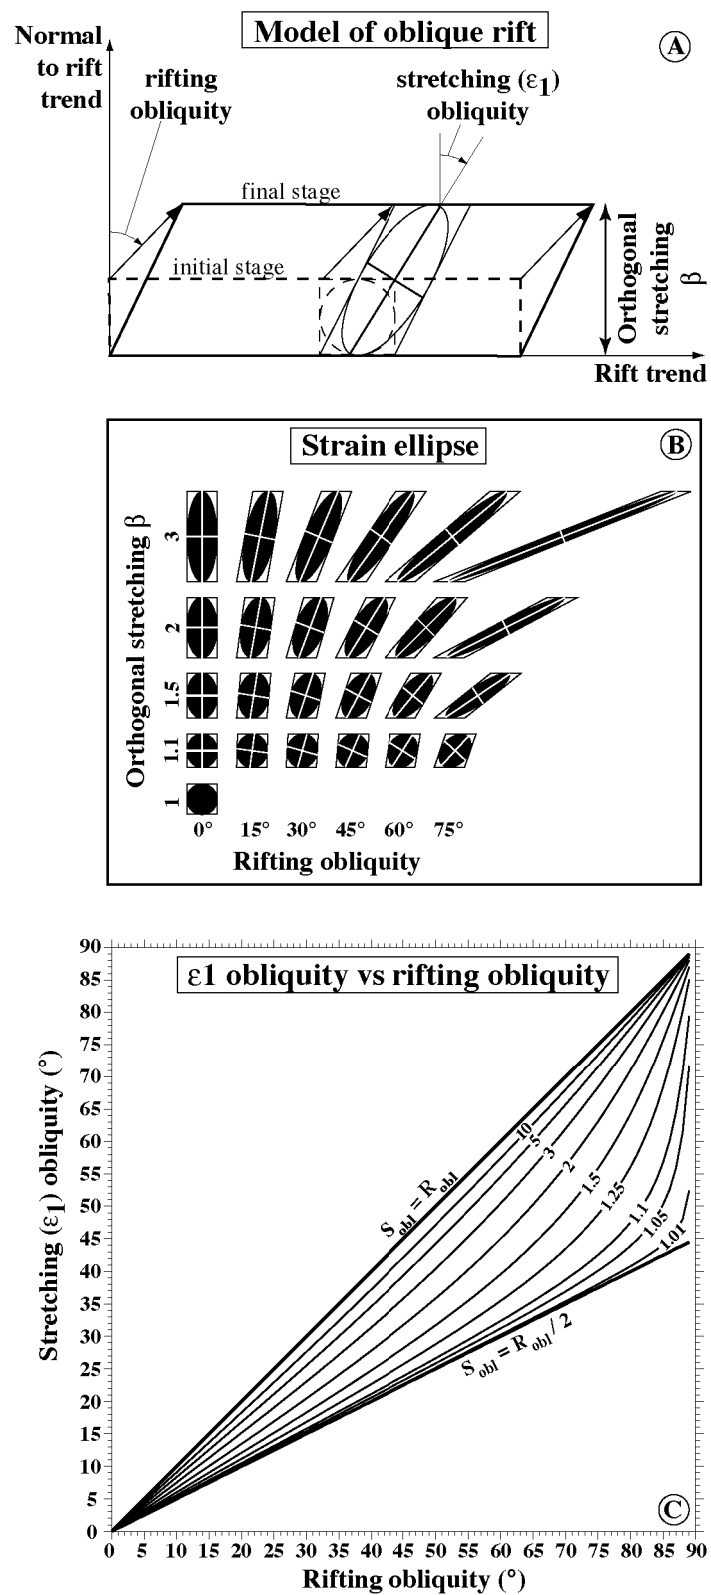 Model of oblique rift
A
Normal
to rift
trend
rifting
obliquity
stretching (ε1)
obliquity
final stage
initial stage
Orthogonal
stretching
β
Rift trend
Strain ellipse
B
Orthogonal stretching β
3
2
1.5
1.1
1
0° 15° 30° 45° 60° 75°
Rifting obliquity
ε1 obliquity vs rifting obliquity
Stretching (ε1) obliquity (°)
90
85
80
75
70
65
60
55
50
45
40
35
30
25
20
15
10
5
0
S obl = R obl
10
5
3
2
1.5
1.25
1.1
1.05
1.01
S obl = R obl / 2
C
0 5 10 15 20 25 30 35 40 45 50 55 60 65 70 75 80 85 90
Rifting obliquity (°)